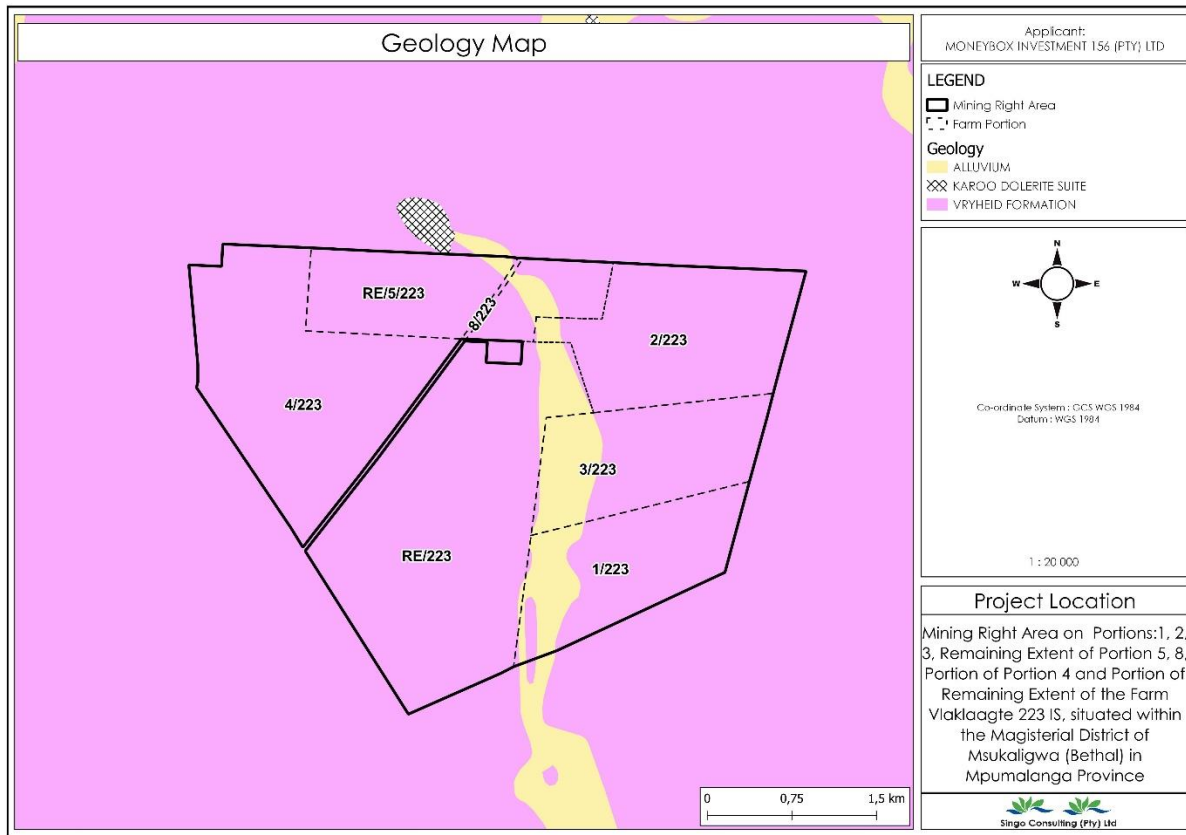 Geology Map
RE/5/223
8/223
2/223
4/223
3/223
RE/223
1/223
0 0,75 1,5 km
Applicant:
MONEYBOX INVESTMENT 156 (PTY) LTD
LEGEND
Mining Right Area
Farm Portion
Geology
ALLUVIUM
KAROO DOLERITE SUITE
VRYHEID FORMATION
N
W E
S
Co-ordinate System : GCS WGS 1984
Datum : WGS 1984
1 : 20 000
Project Location
Mining Right Area on Portions:1, 2,
3, Remaining Extent of Portion 5, 8,
Portion of Portion 4 and Portion of
Remaining Extent of the Farm
Vlaklaagte 223 IS, situated within
the Magisterial District of
Msukaligwa (Bethal) in
Mpumalanga Province
Singo Consulting (Pty) Ltd